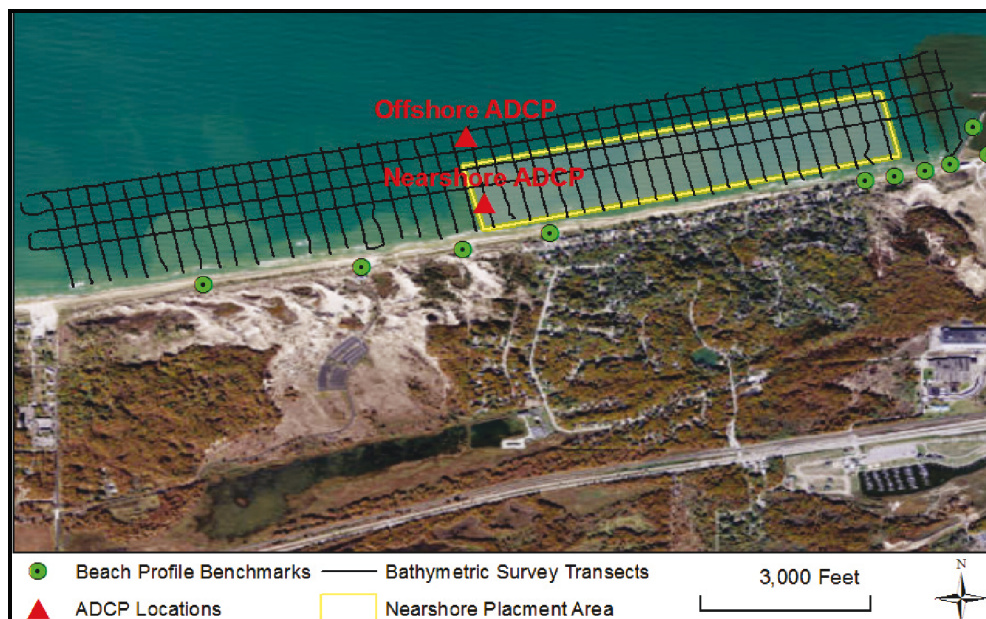 Offshore ADCP
Nearshore ADCP
Beach Profile Benchmarks
Bathymetric Survey Transects
3,000 Feet
N
ADCP Locations
Nearshore Placment Area